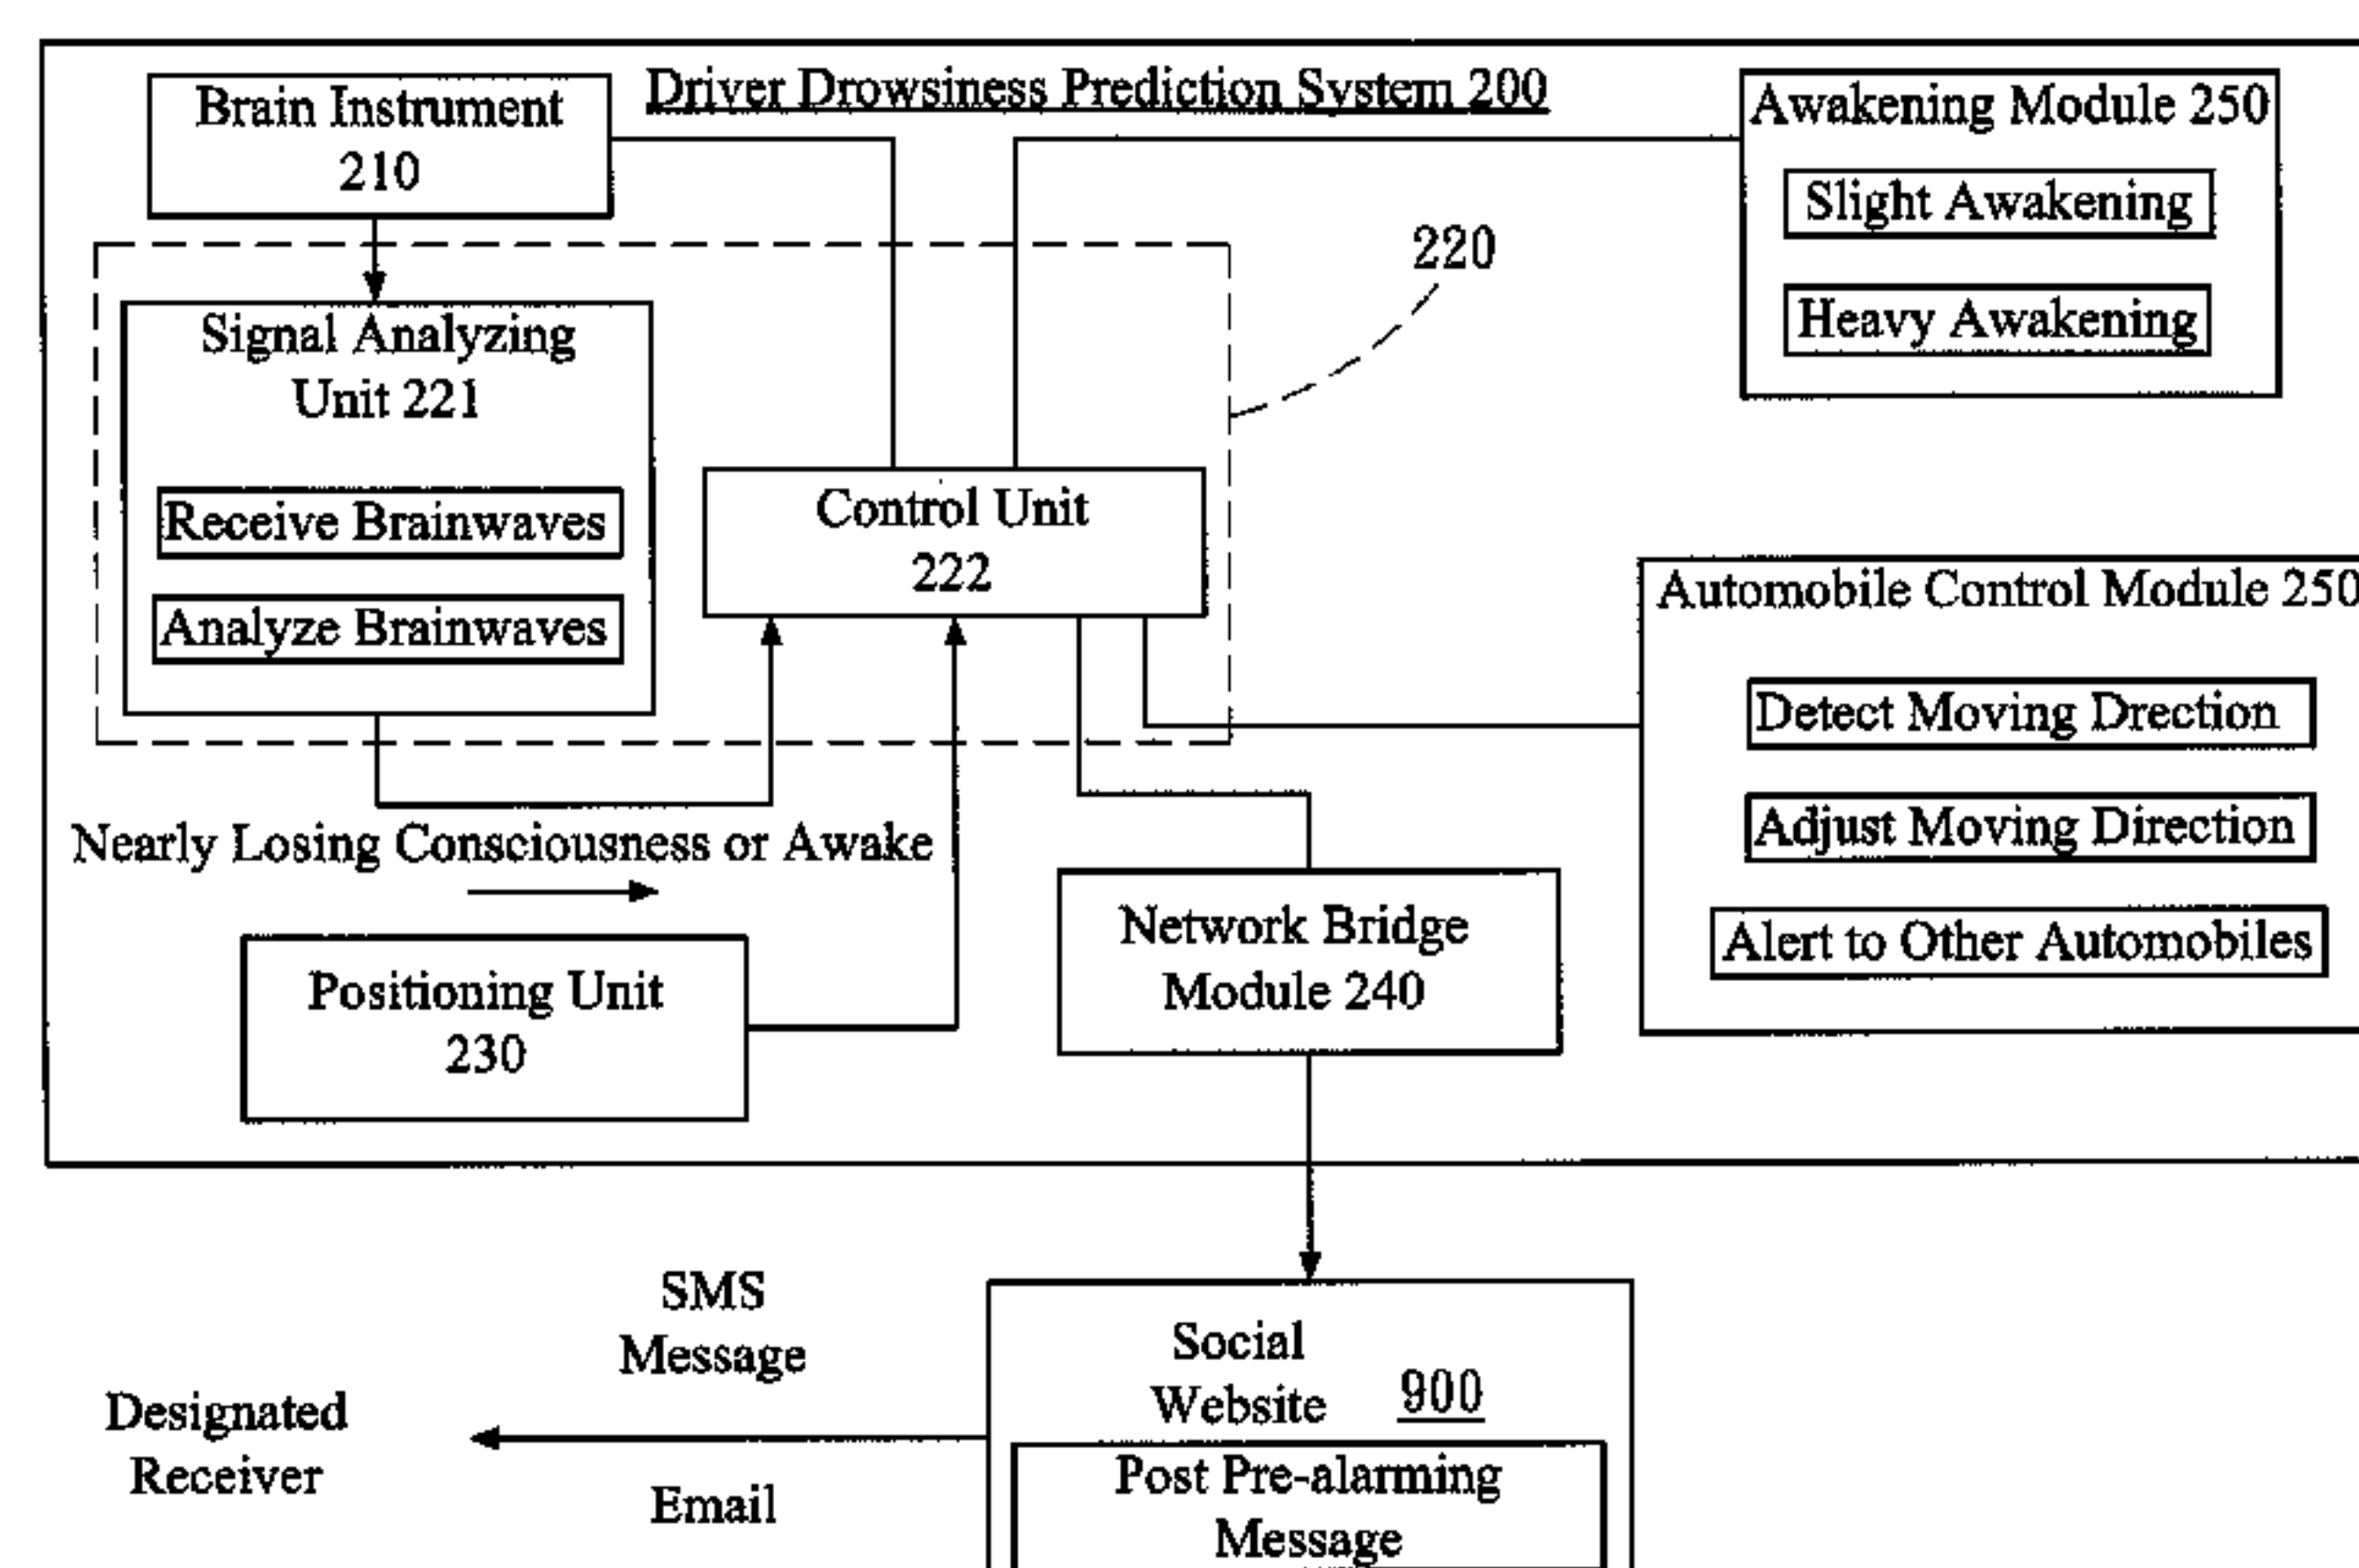 Driver Drowsiness Prediction System 200
Brain Instrument
210
Awakening Module 250
Slight Awakening
Heavy Awakening
220
Signal Analyzing
Unit 221
Receive Brainwaves
Analyze Brainwaves
Control Unit
222
Automobile Control Module 250
Detect Moving Drection
Adjust Moving Direction
Alert to Other Automobiles
Nearly Losing Consciousness or Awake
Positioning Unit
230
Network Bridge
Module 240
SMS
Message
Designated
Receiver
Email
Social
Website 900
Post Pre-alarming
Message